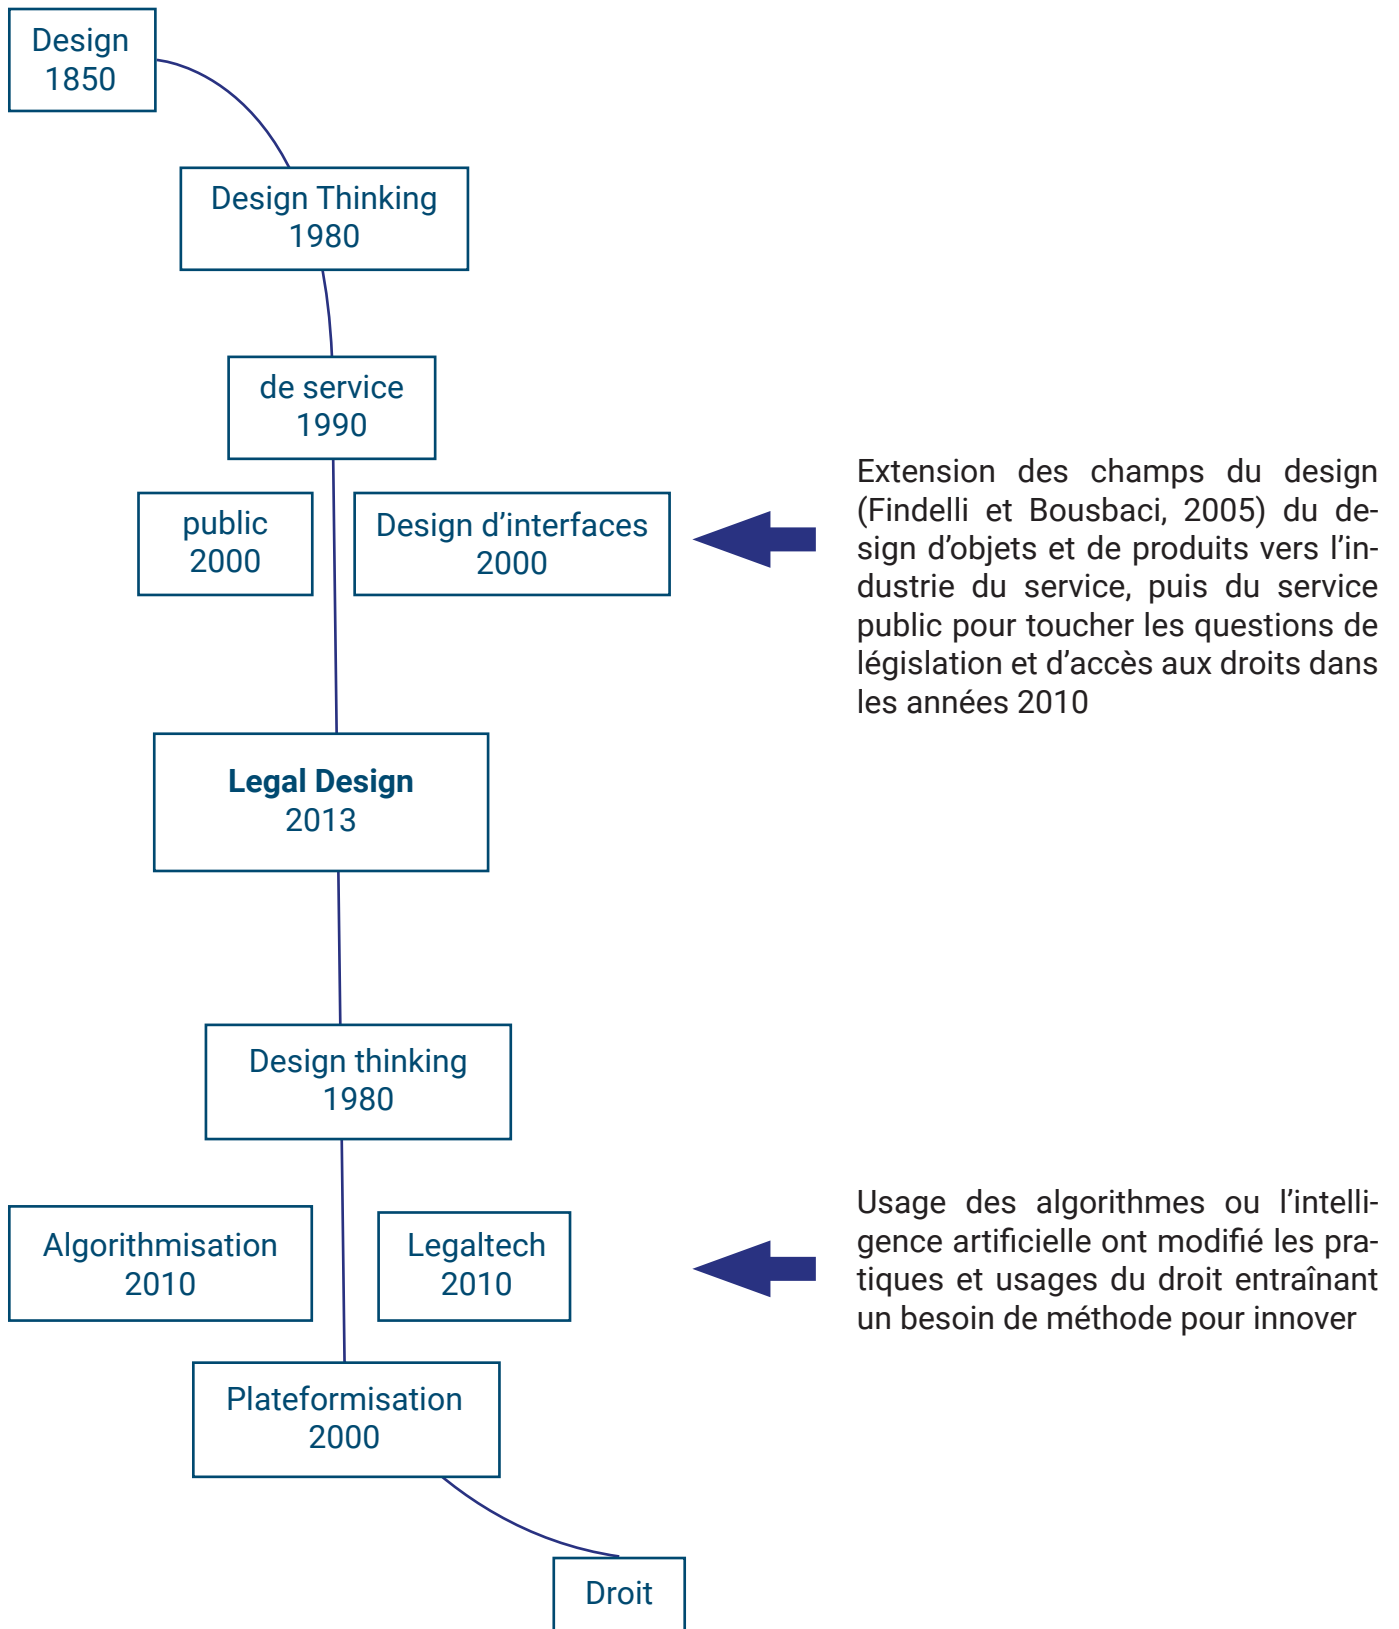 Design
1850
Design Thinking
1980
de service
1990
public
2000
Design d’interfaces
2000
Extension des champs du design
(Findelli et Bousbaci, 2005) du de-
sign d’objets et de produits vers l’in-
dustrie du service, puis du service
public pour toucher les questions de
législation et d’accès aux droits dans
les années 2010
Legal Design
2013
Design thinking
1980
Algorithmisation
2010
Legaltech
2010
Usage des algorithmes ou l’intelli-
gence artificielle ont modifié les pra-
tiques et usages du droit entraînant
un besoin de méthode pour innover
Plateformisation
2000
Droit